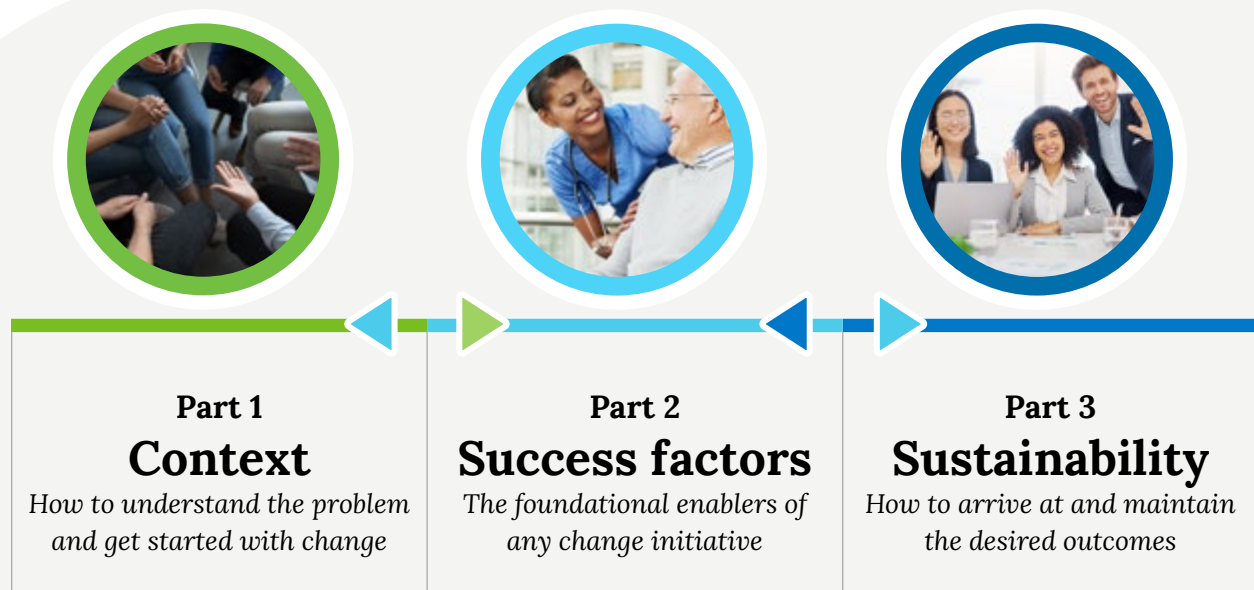 Part 1
Context
How to understand the problem
and get started with change
Part 2
Success factors
The foundational enablers of
any change initiative
Part 3
Sustainability
How to arrive at and maintain
the desired outcomes